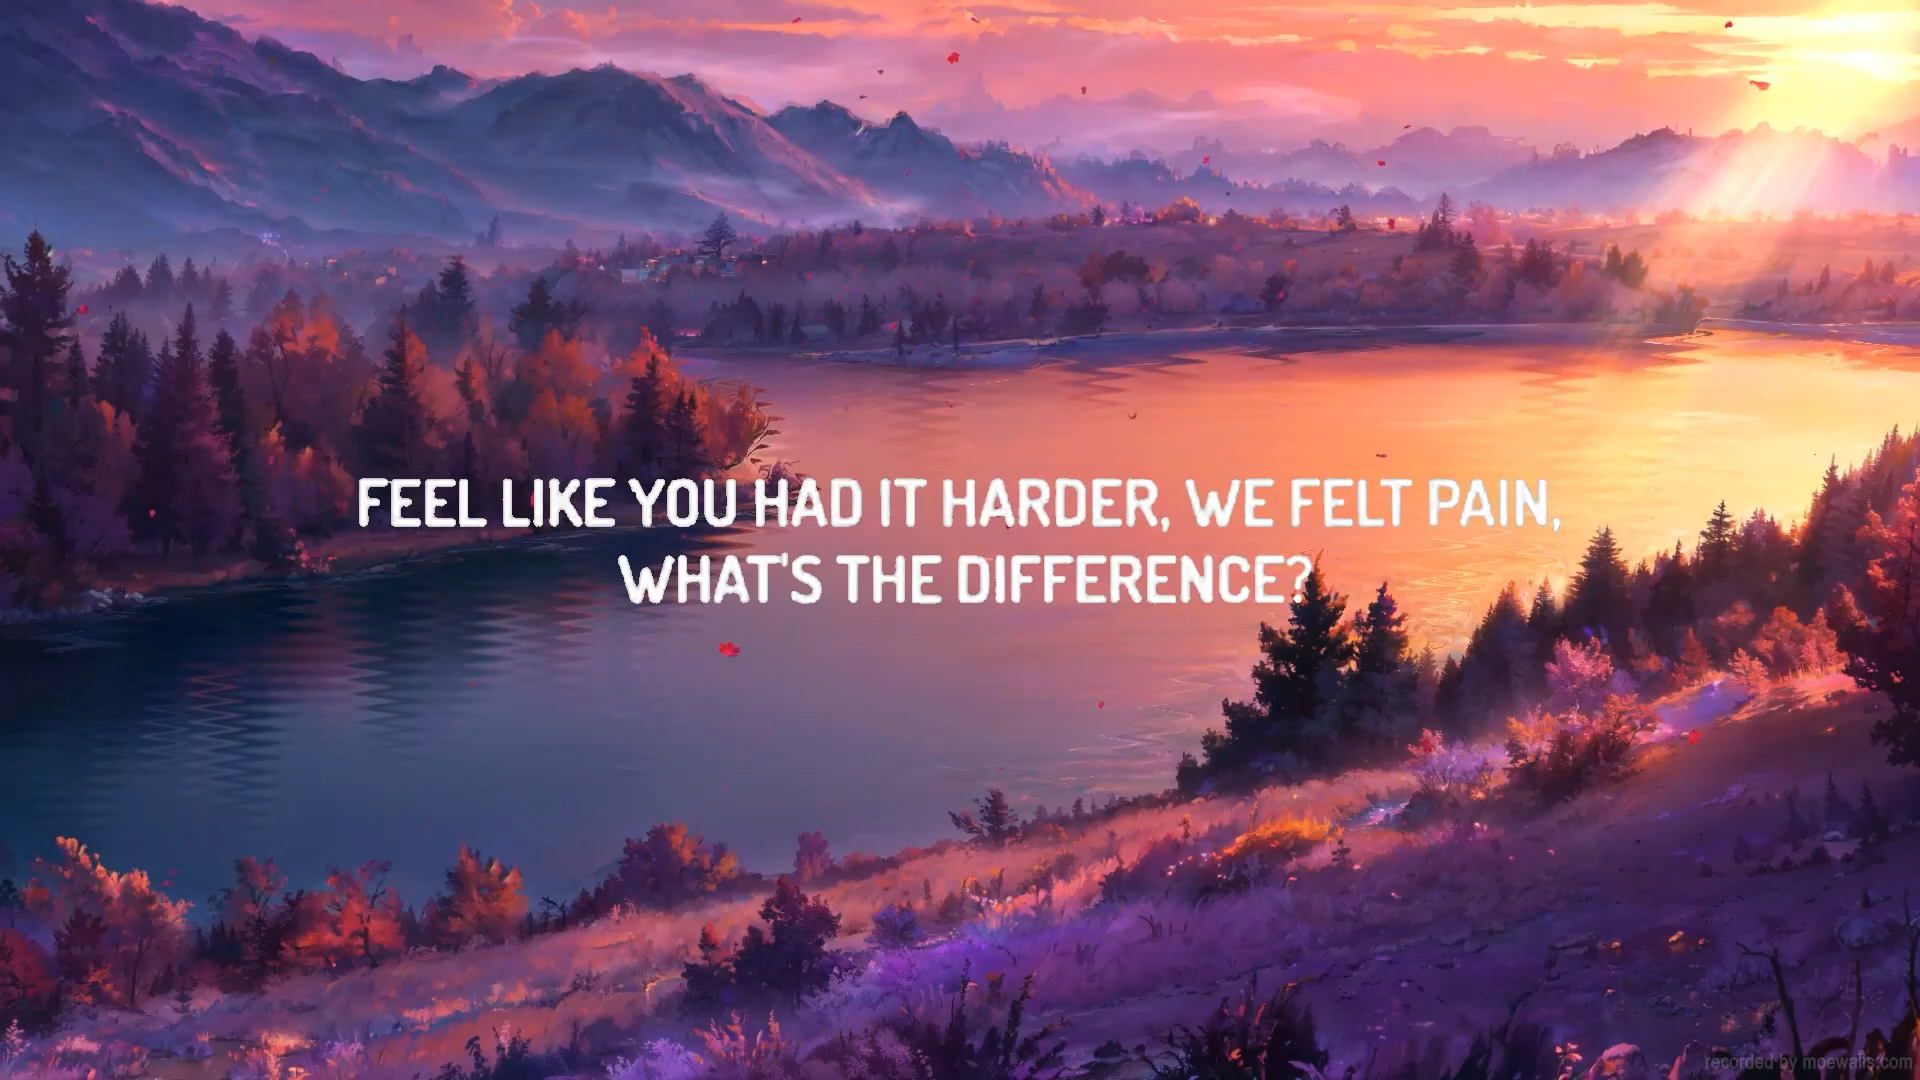 FEEL LIKE YOU HAD IT HARDER, WE FELT PAIN,
WHAT'S THE DIFFERENCE?
recorded by moewalls.com